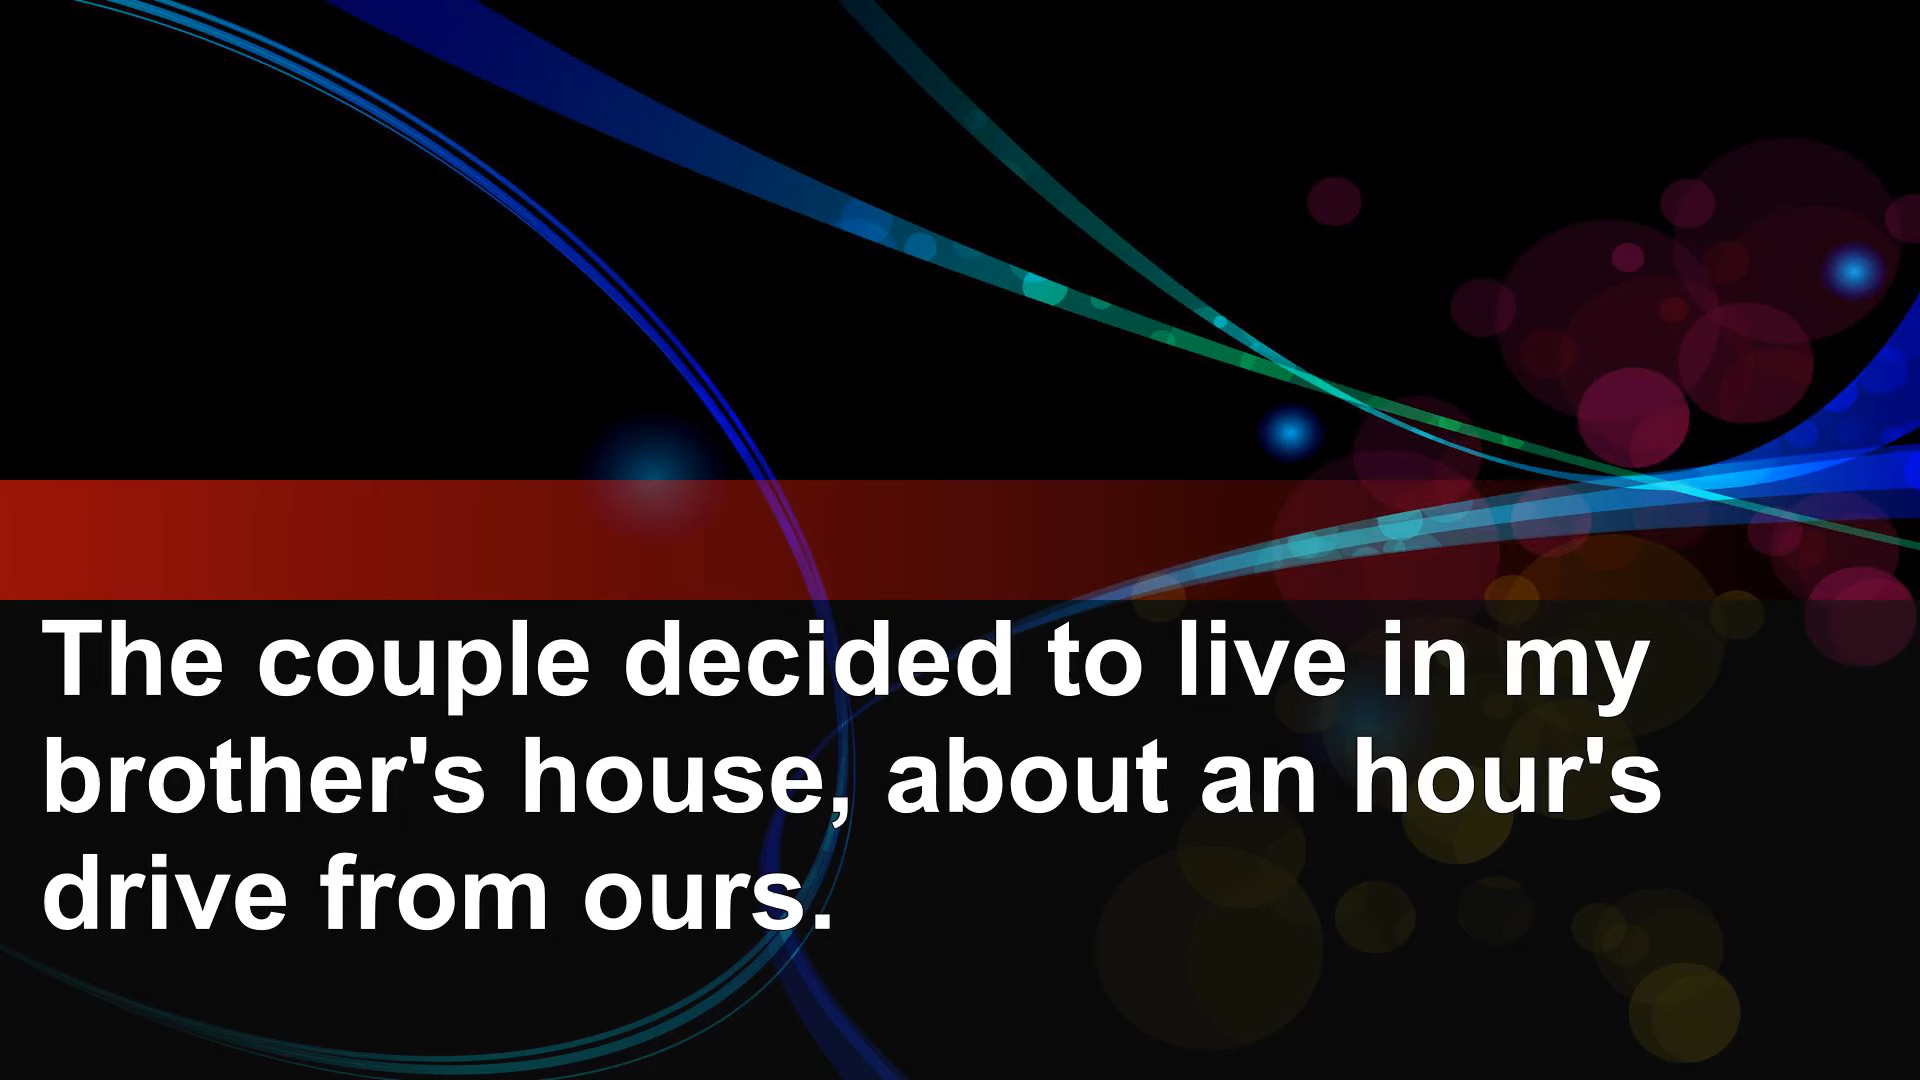 The couple decided to live in my
brother's house, about an hour's
drive from ours.